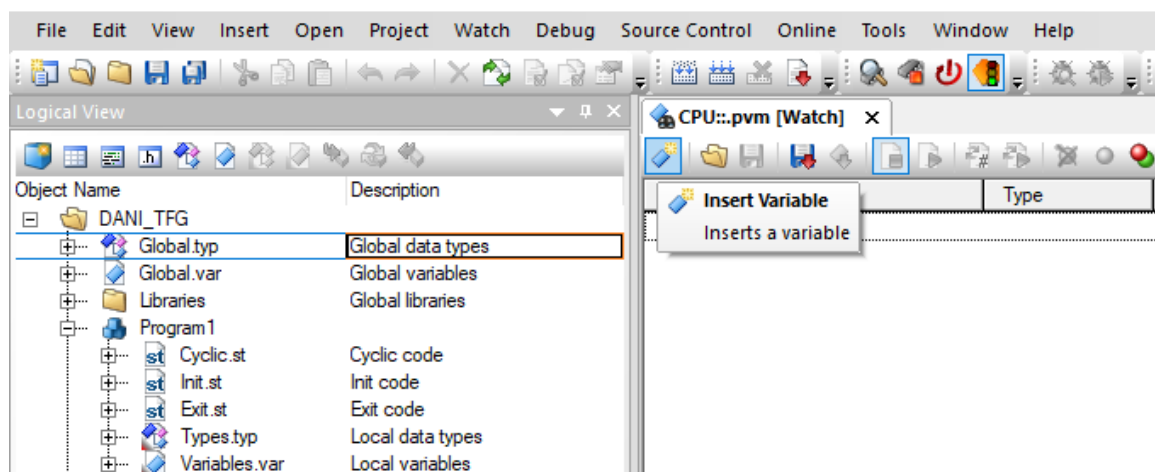 File Edit View Insert Open Project Watch Debug Source Control Online Tools Window Help
Logical View
CPU::.pvm [Watch]
.h
Object Name Description
Insert Variable
Type
Inserts a variable
DANI_TFG
Global.typ Global data types
Global.var Global variables
Libraries Global libraries
Program1
st Cyclic.st Cyclic code
st Init.st Init code
st Exit.st Exit code
Types.typ Local data types
Variables.var Local variables